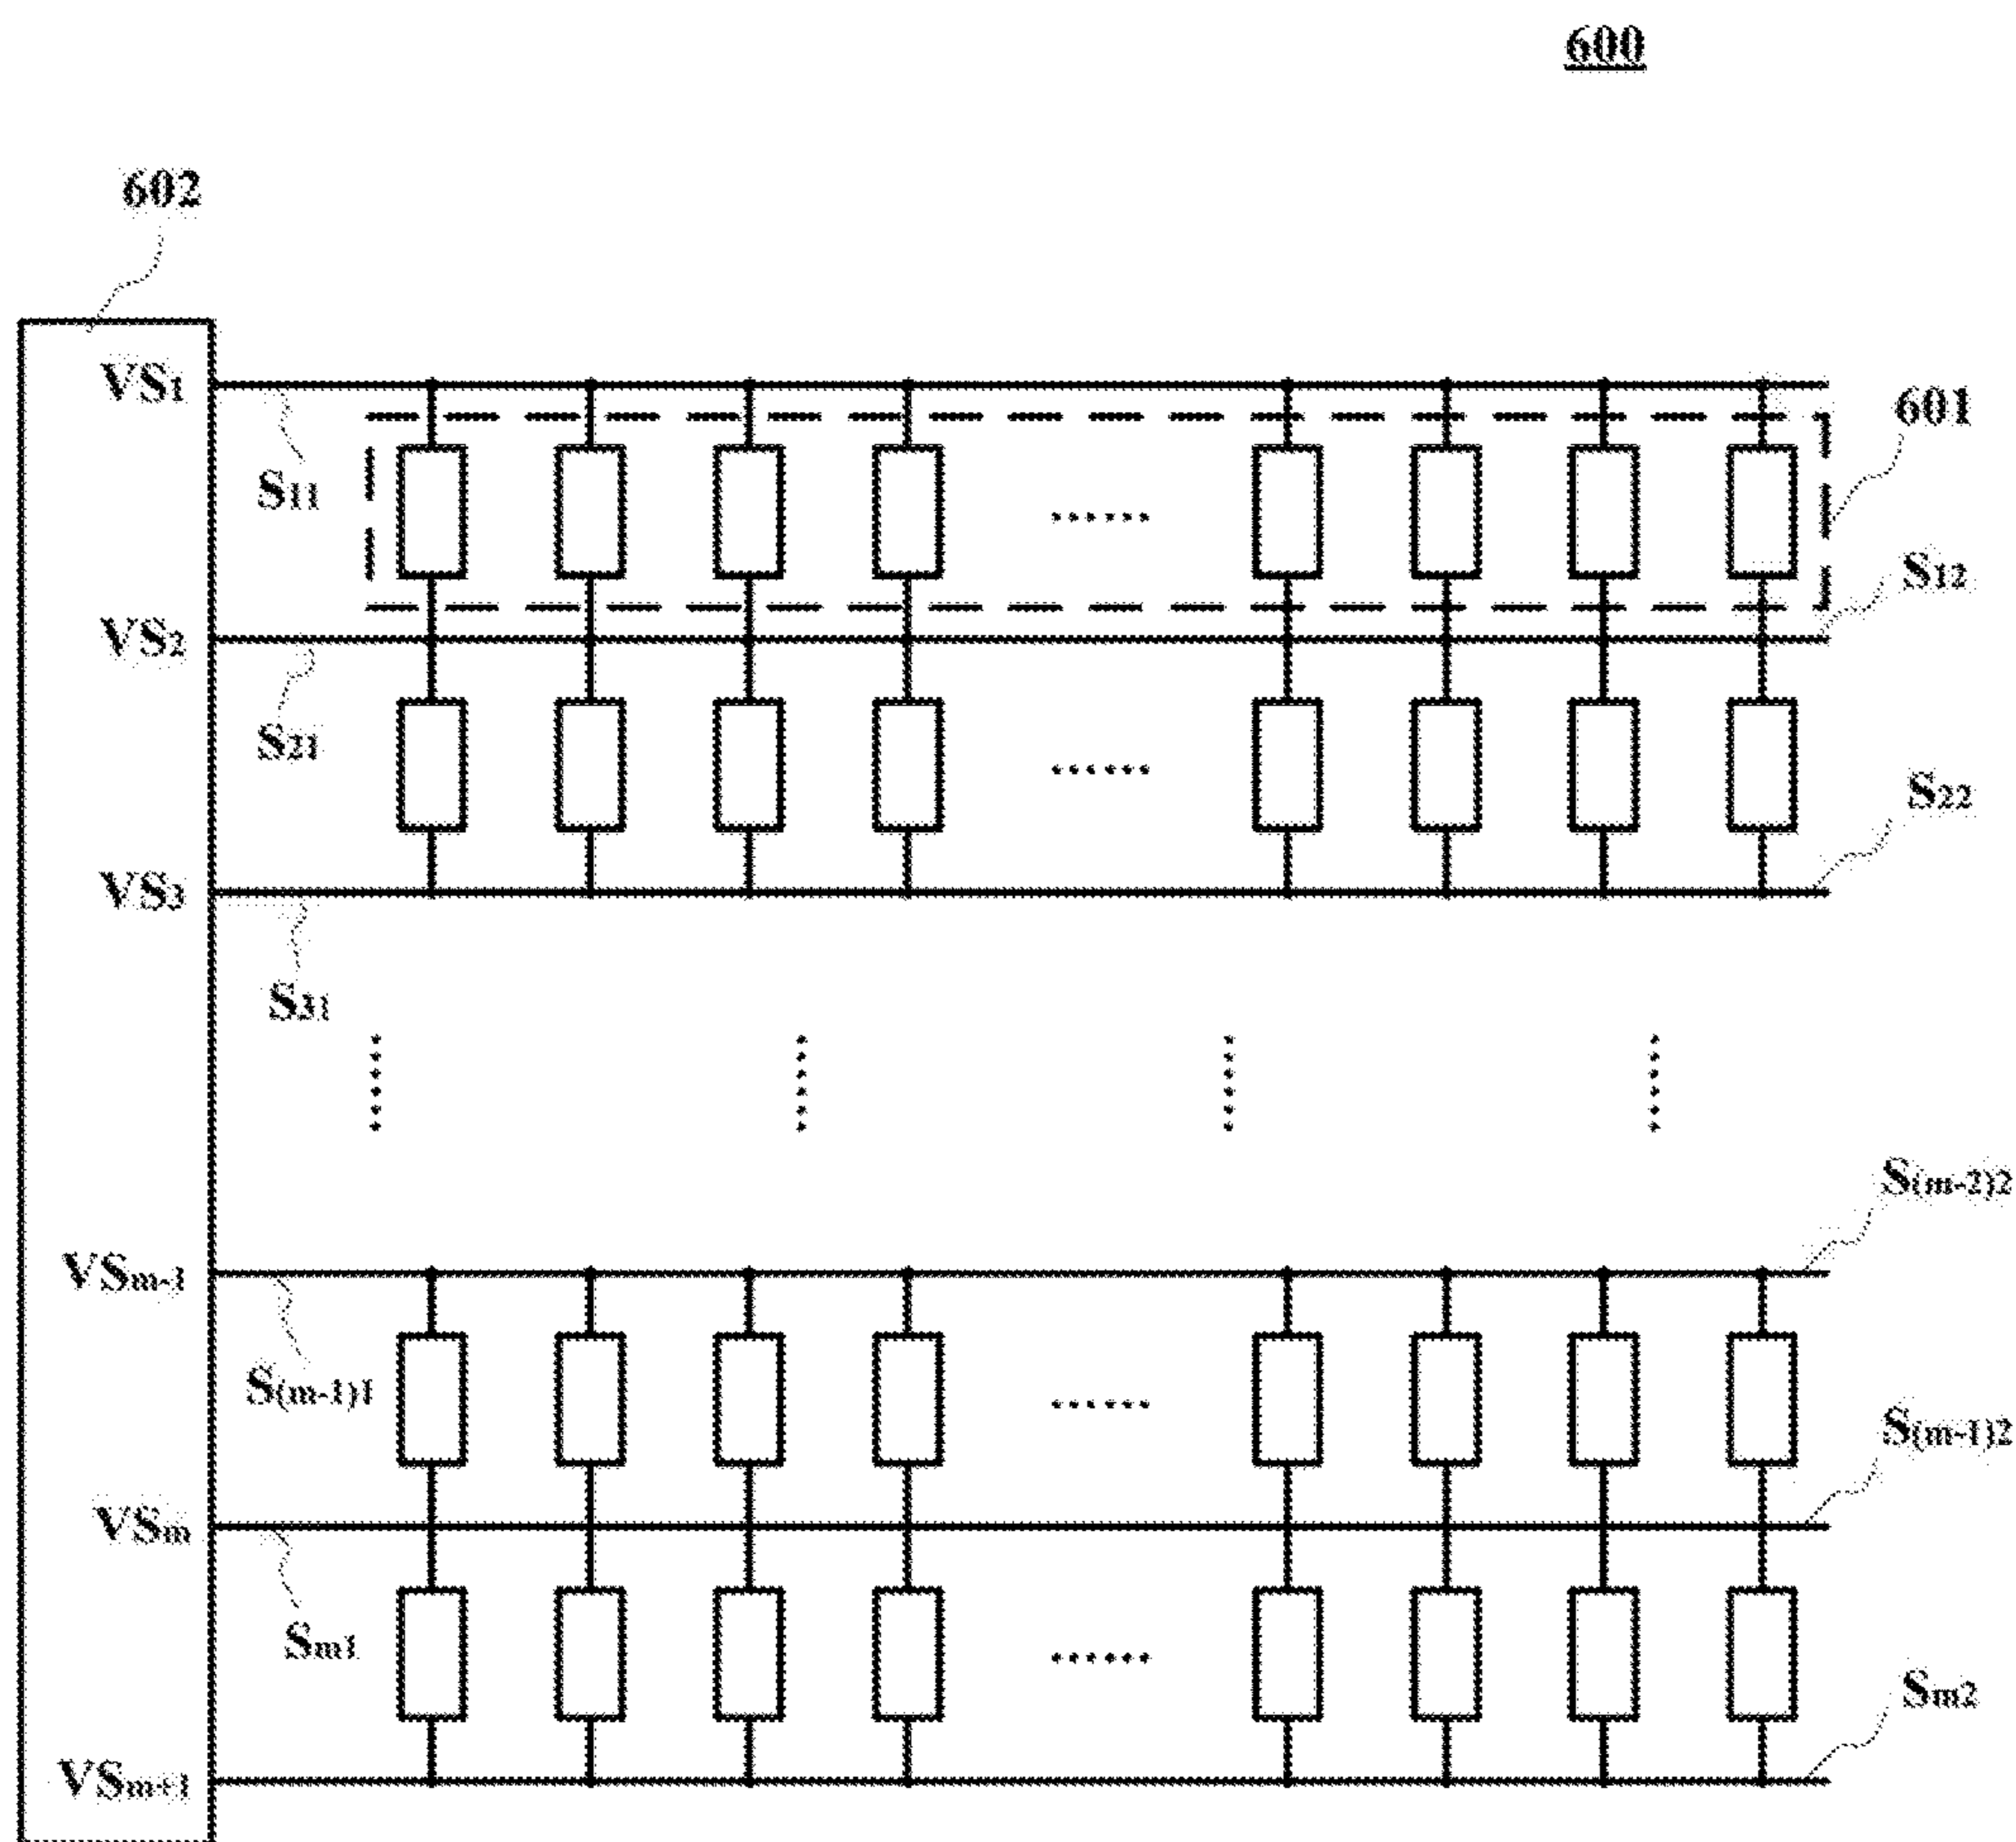 600
602
VS1
601
S11
S12
VS2
S21
S22
VS3
S31
S(m-2)2
VSm-1
S(m-1)1
S(m-1)2
VSm
Sm1
Sm2
VSm+1